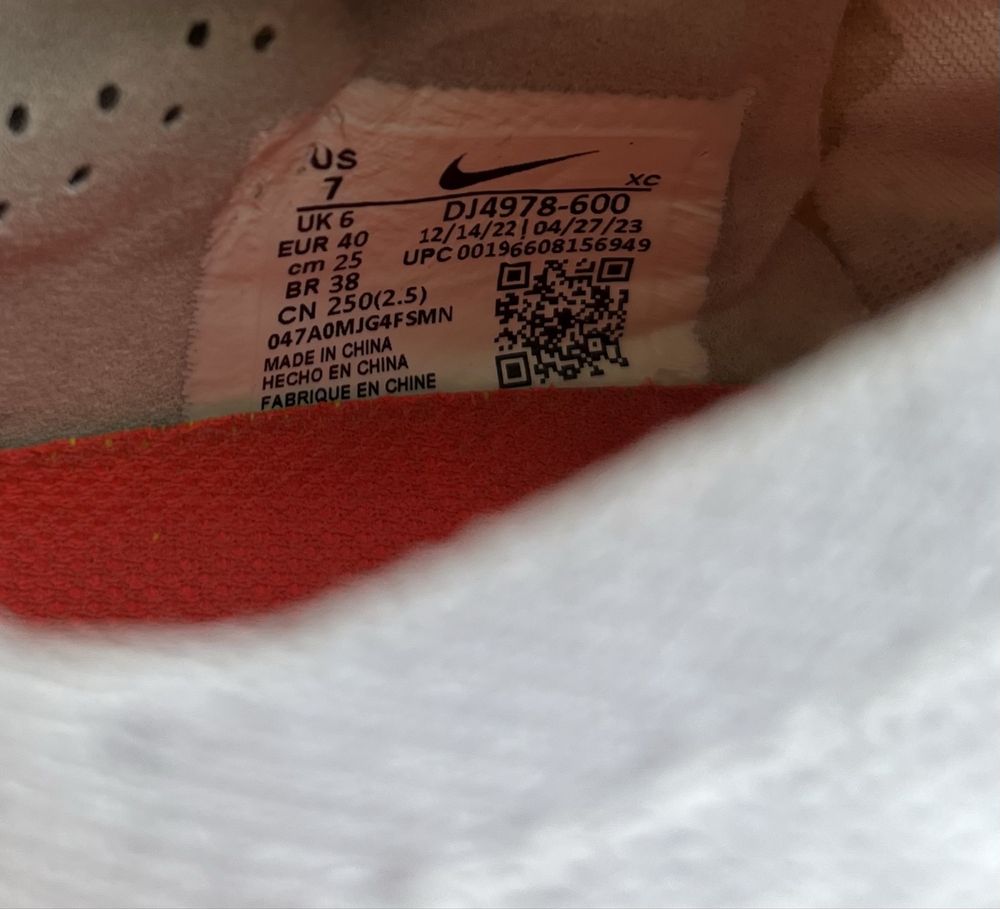 US
7
UK 6
EUR 40
cm 25
BR 38
CN 250(2.5)
047A0MJG4FSMN
MADE IN CHINA
HECHO EN CHINA
FABRIQUE EN CHINE
XC
DJ4978-600
12/14/22 | 04/27/23
UPC 00196608156949